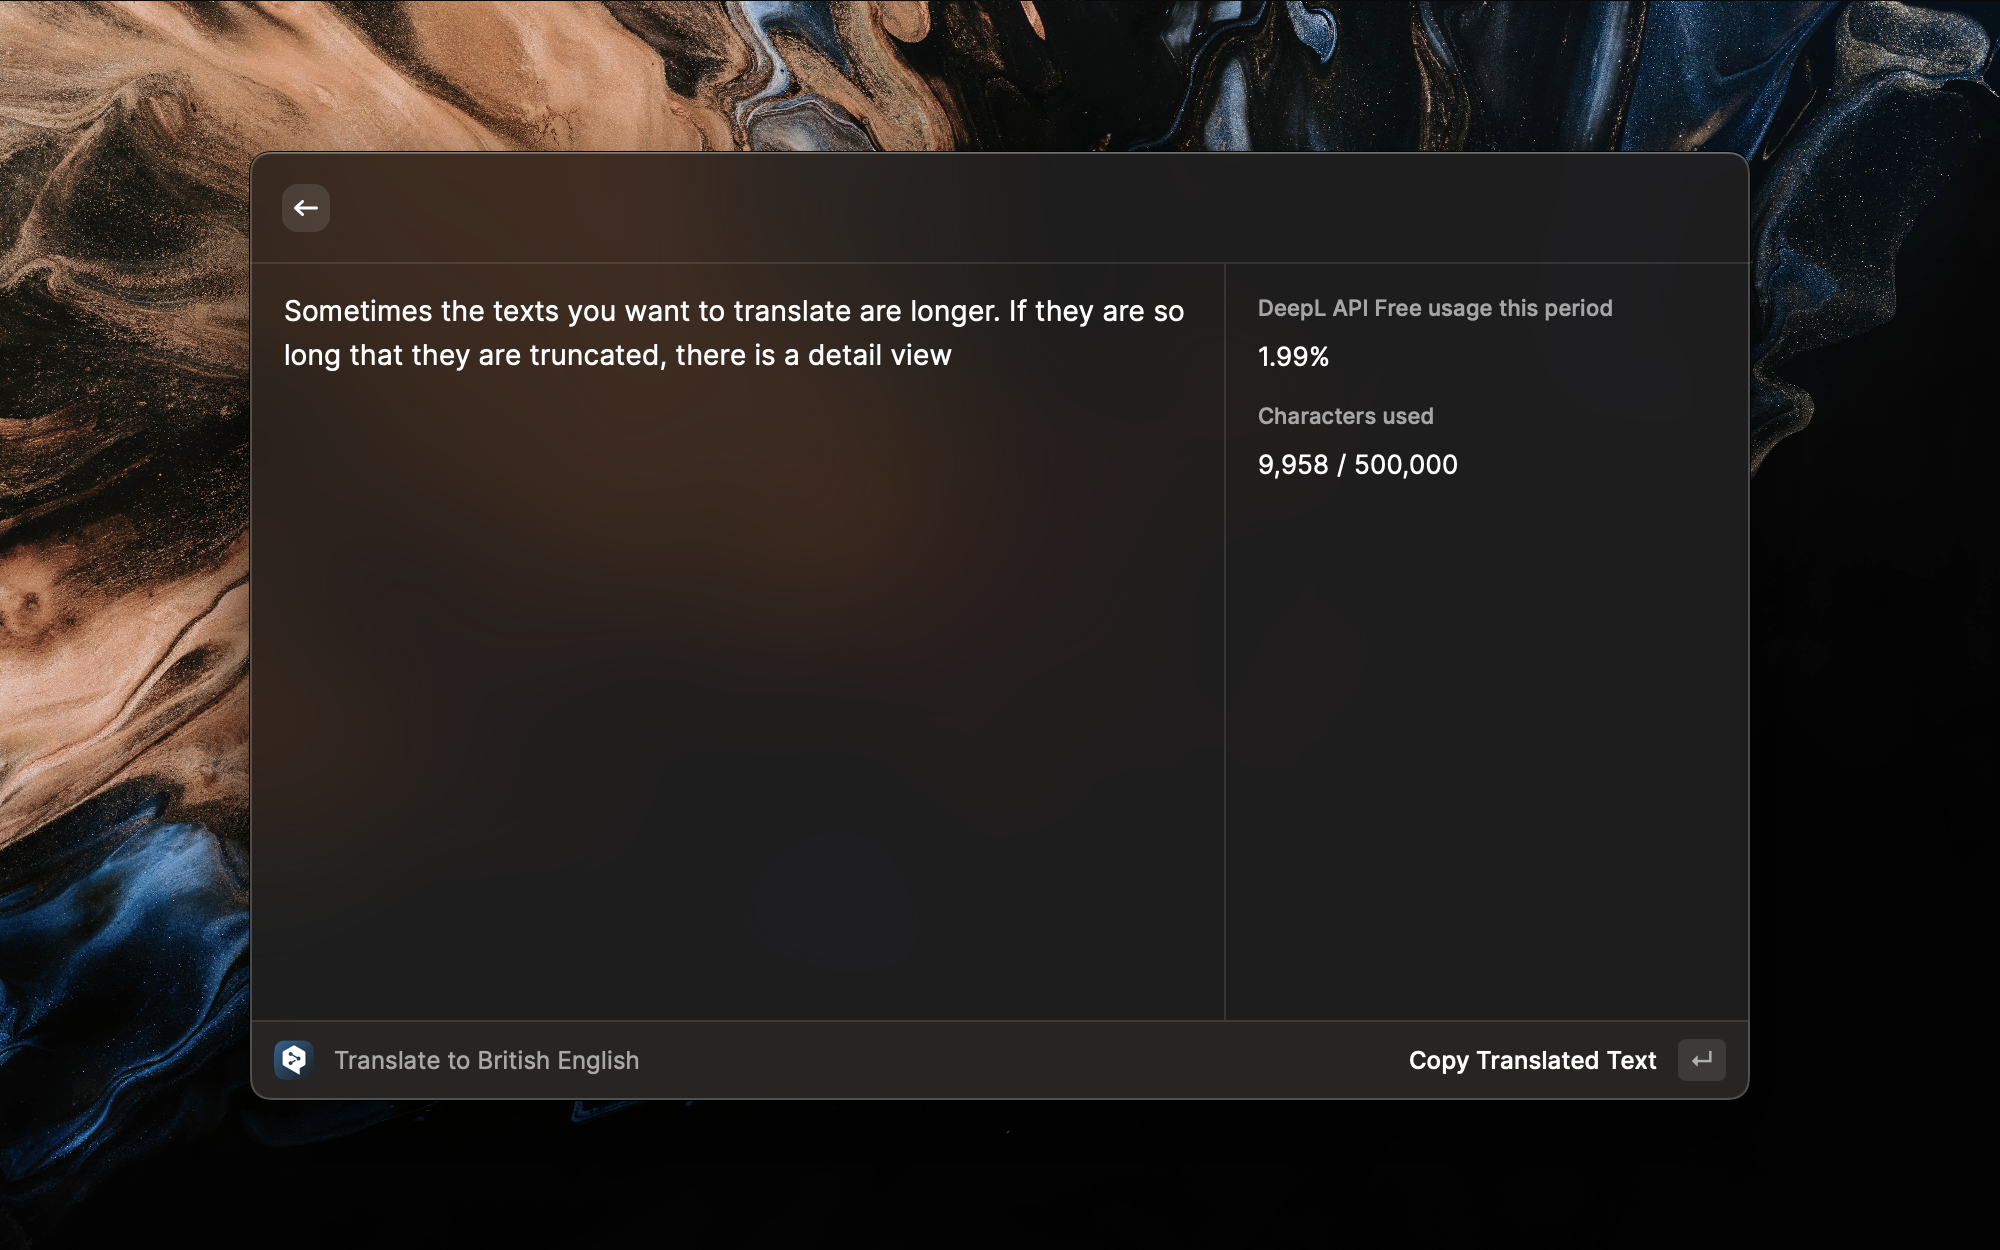 Sometimes the texts you want to translate are longer. If they are so
long that they are truncated, there is a detail view
DeepL API Free usage this period
1.99%
Characters used
9,958 / 500,000
Translate to British English
Copy Translated Text